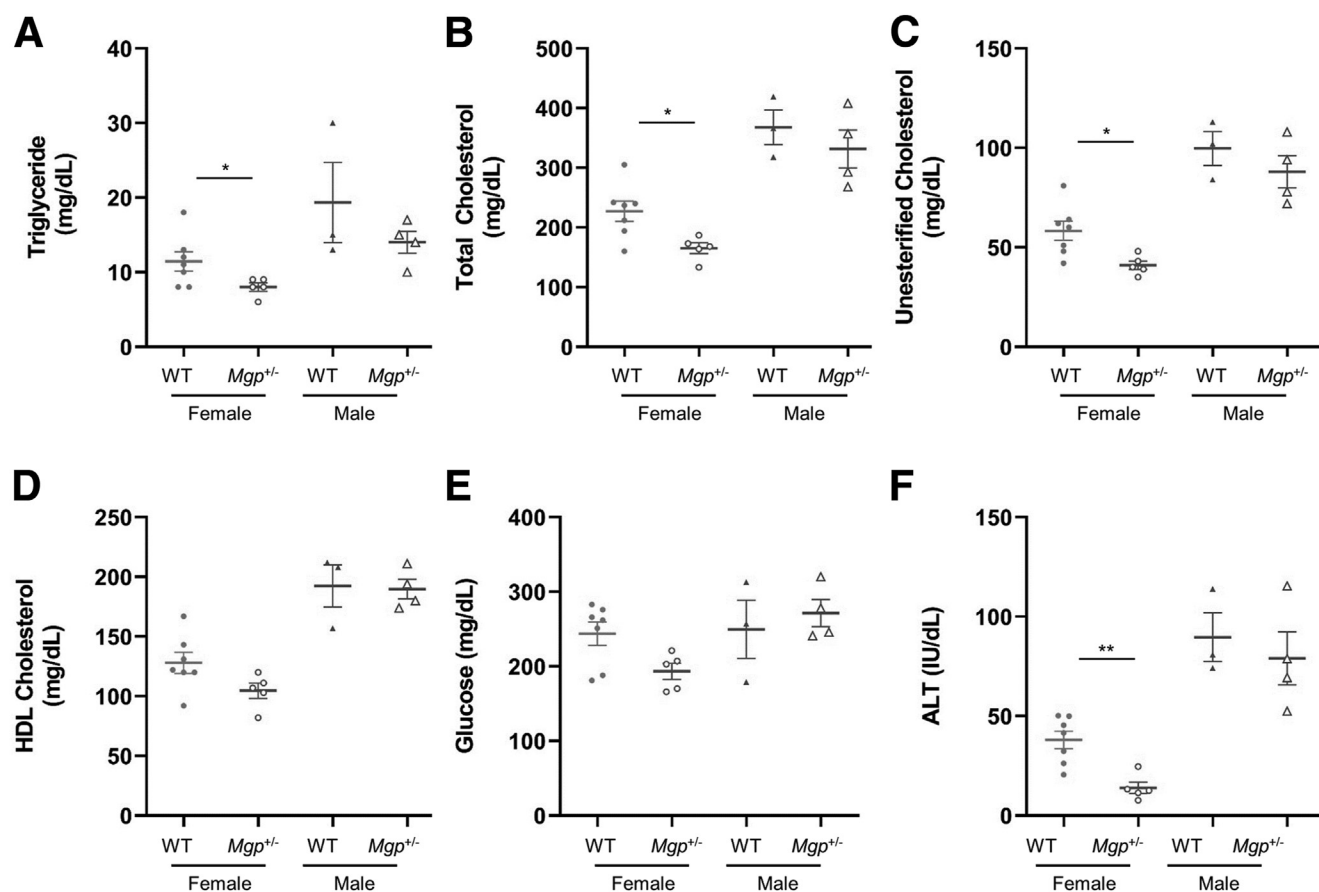 A
Triglyceride
(mg/dL)
40
30
20
10
0
*
WT Mgp+/- WT Mgp+/-
Female Male
B
Total Cholesterol
(mg/dL)
500
400
300
200
100
0
*
WT Mgp+/- WT Mgp+/-
Female Male
C
Unesterified Cholesterol
(mg/dL)
150
100
50
0
*
WT Mgp+/- WT Mgp+/-
Female Male
D
HDL Cholesterol
(mg/dL)
250
200
150
100
50
0
WT Mgp+/- WT Mgp+/-
Female Male
E
Glucose (mg/dL)
400
300
200
100
0
WT Mgp+/- WT Mgp+/-
Female Male
F
ALT (IU/dL)
150
100
50
0
**
WT Mgp+/- WT Mgp+/-
Female Male